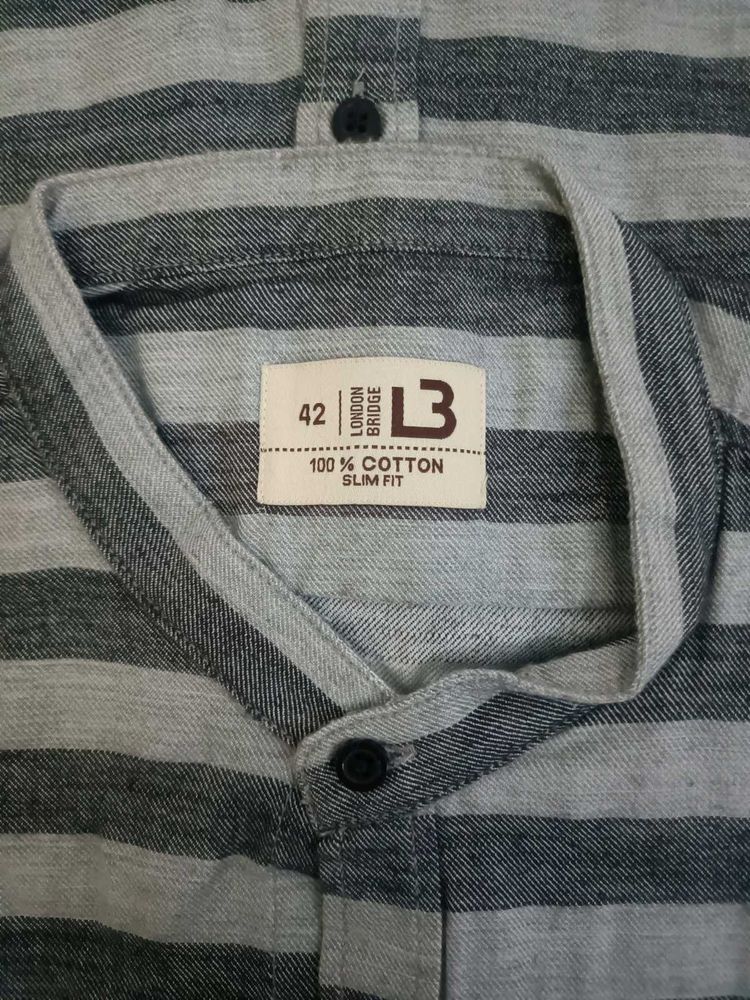 42
LONDON
BRIDGE
LB
100 % COTTON
SLIM FIT